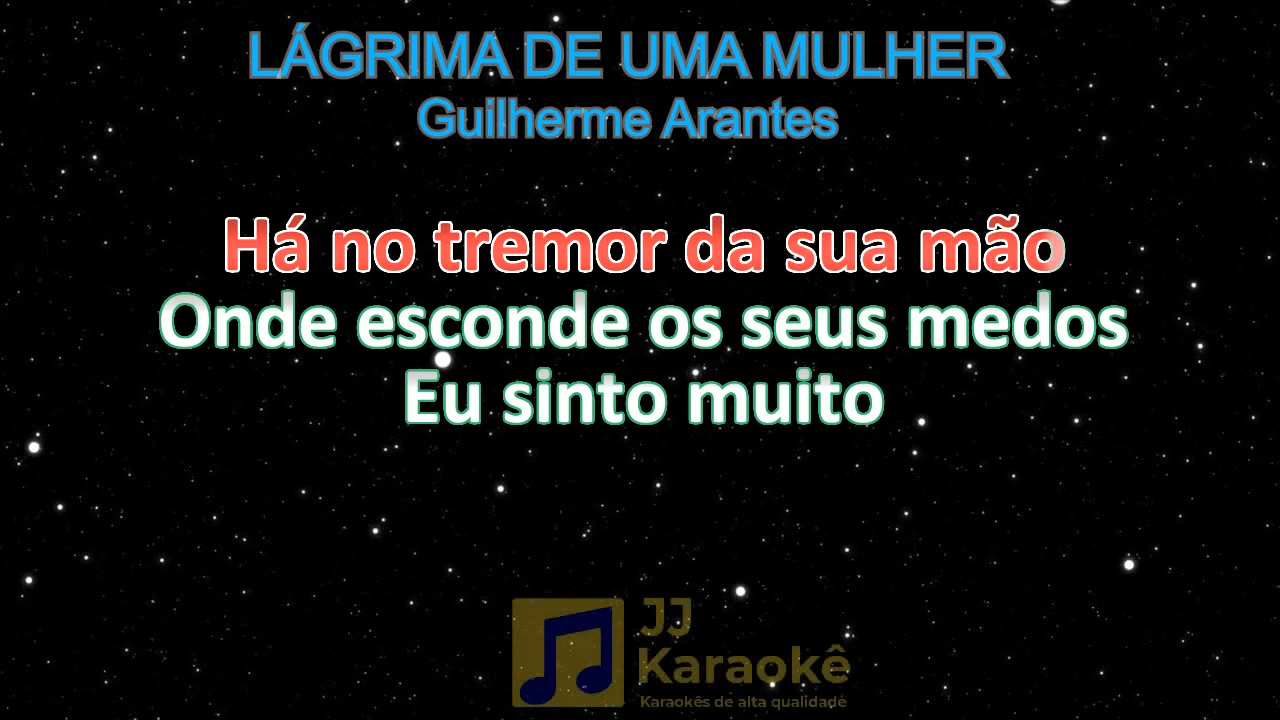 LÁGRIMA DE UMA MULHER
Guilherme Arantes
Há no tremor da sua mão
Onde esconde os seus medos
Eu sinto muito
JJ
Karaokê
Karaokês de alta qualidade